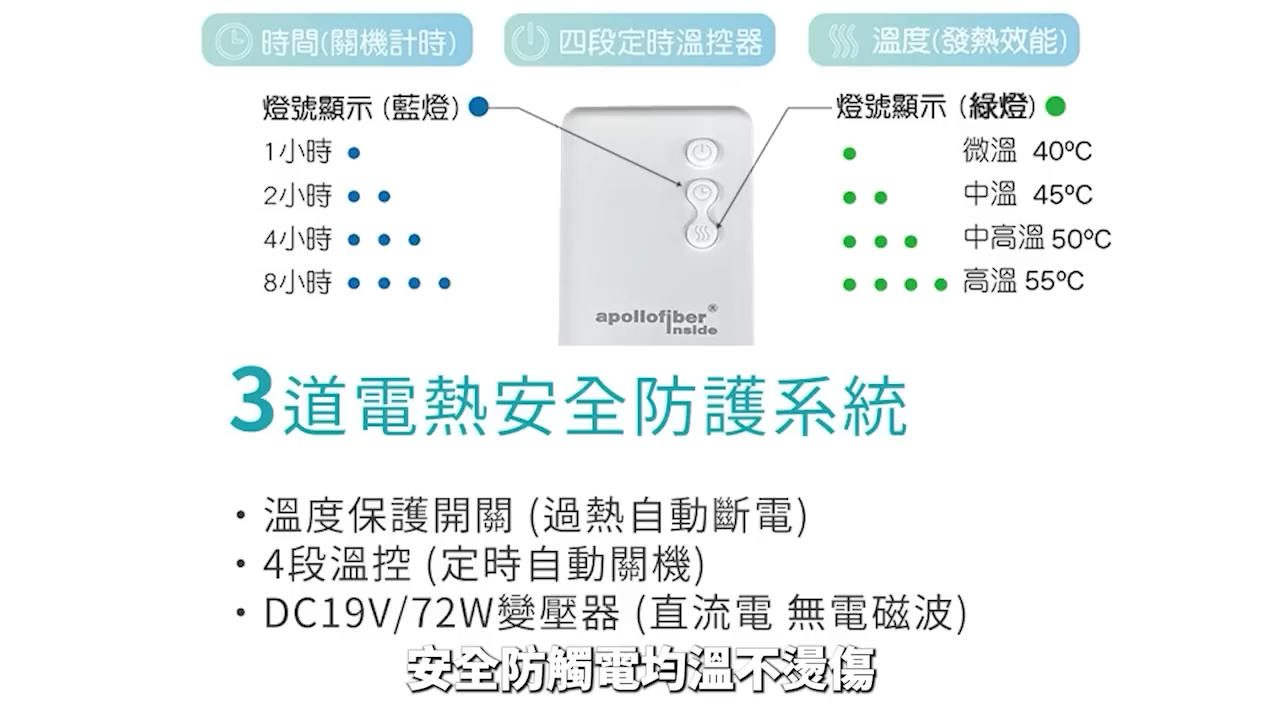 時間(關機計時)
四段定時溫控器
溫度(發熱效能)
燈號顯示 (藍燈)
1小時
2小時
4小時
8小時
燈號顯示 (綠燈)
微溫 40ºC
中溫 45ºC
中高溫 50ºC
高溫 55ºC
apollofiber®
Inside
3道電熱安全防護系統
・溫度保護開關 (過熱自動斷電)
・4段溫控 (定時自動關機)
・DC19V/72W變壓器 (直流電 無電磁波)
安全防觸電均溫不燙傷